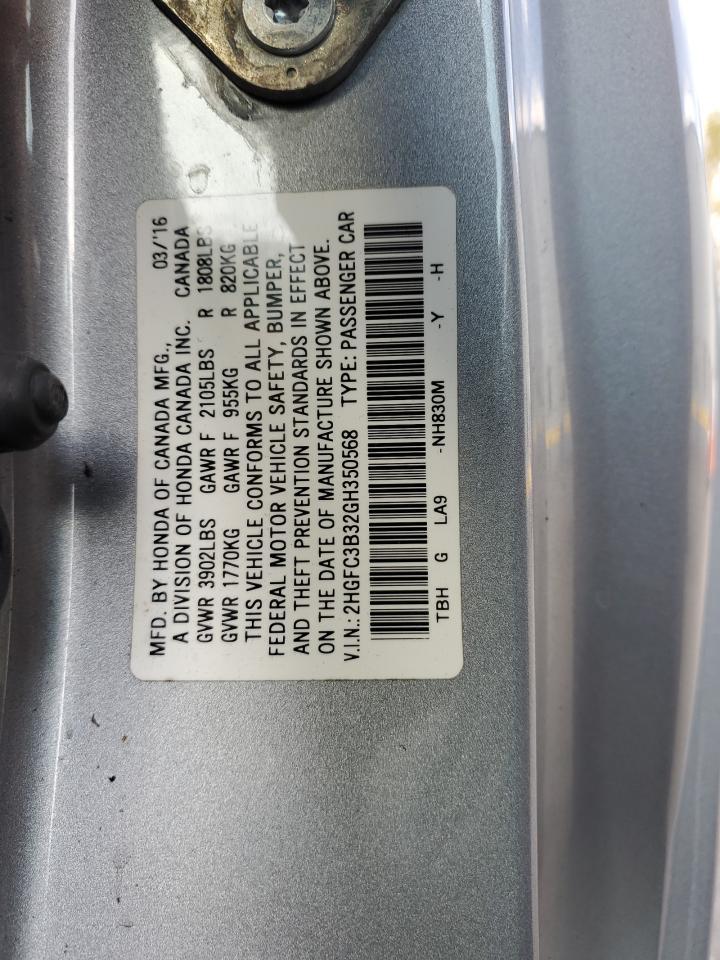 MFD. BY HONDA OF CANADA MFG., 03/'16
A DIVISION OF HONDA CANADA INC. CANADA
GVWR 3902LBS GAWR F 2105LBS R 1808LBS
GVWR 1770KG GAWR F 955KG R 820KG
THIS VEHICLE CONFORMS TO ALL APPLICABLE
FEDERAL MOTOR VEHICLE SAFETY, BUMPER,
AND THEFT PREVENTION STANDARDS IN EFFECT
ON THE DATE OF MANUFACTURE SHOWN ABOVE.
V.I.N.: 2HGFC3B32GH350568 TYPE: PASSENGER CAR
TBH G LA9 -NH830M -Y -H